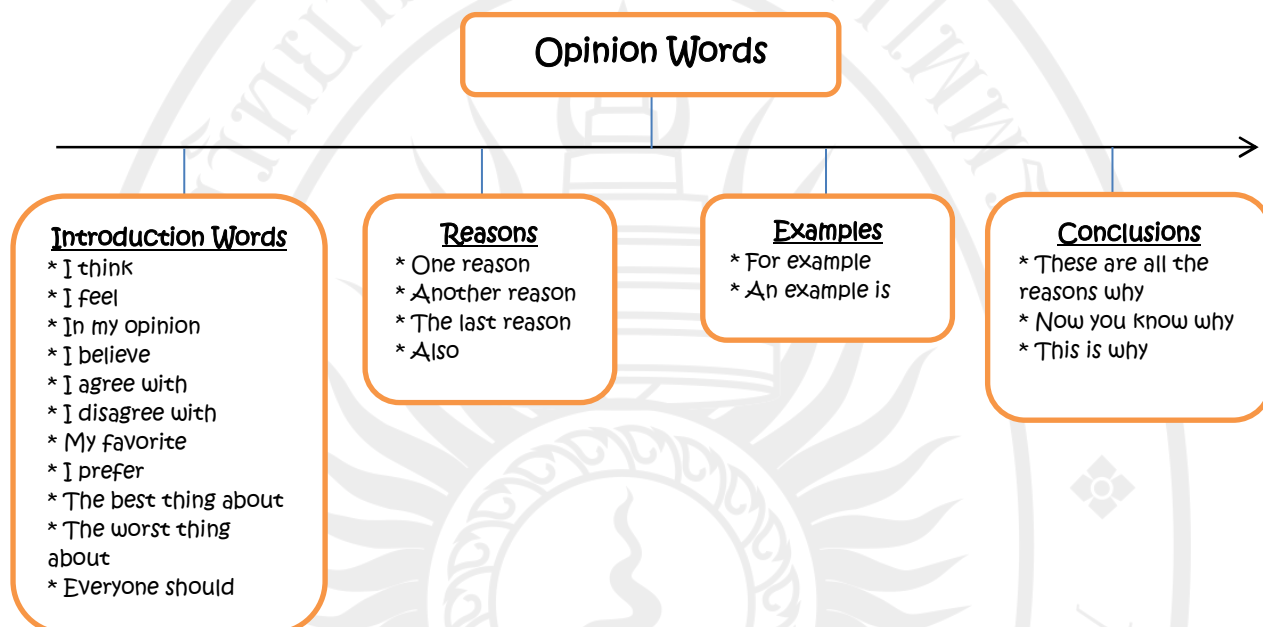 Opinion Words
Introduction Words
* I think
* I feel
* In my opinion
* I believe
* I agree with
* I disagree with
* My favorite
* I prefer
* The best thing about
* The worst thing
about
* Everyone should
Reasons
* One reason
* Another reason
* The last reason
* Also
Examples
* For example
* An example is
Conclusions
* These are all the
reasons why
* Now you know why
* This is why